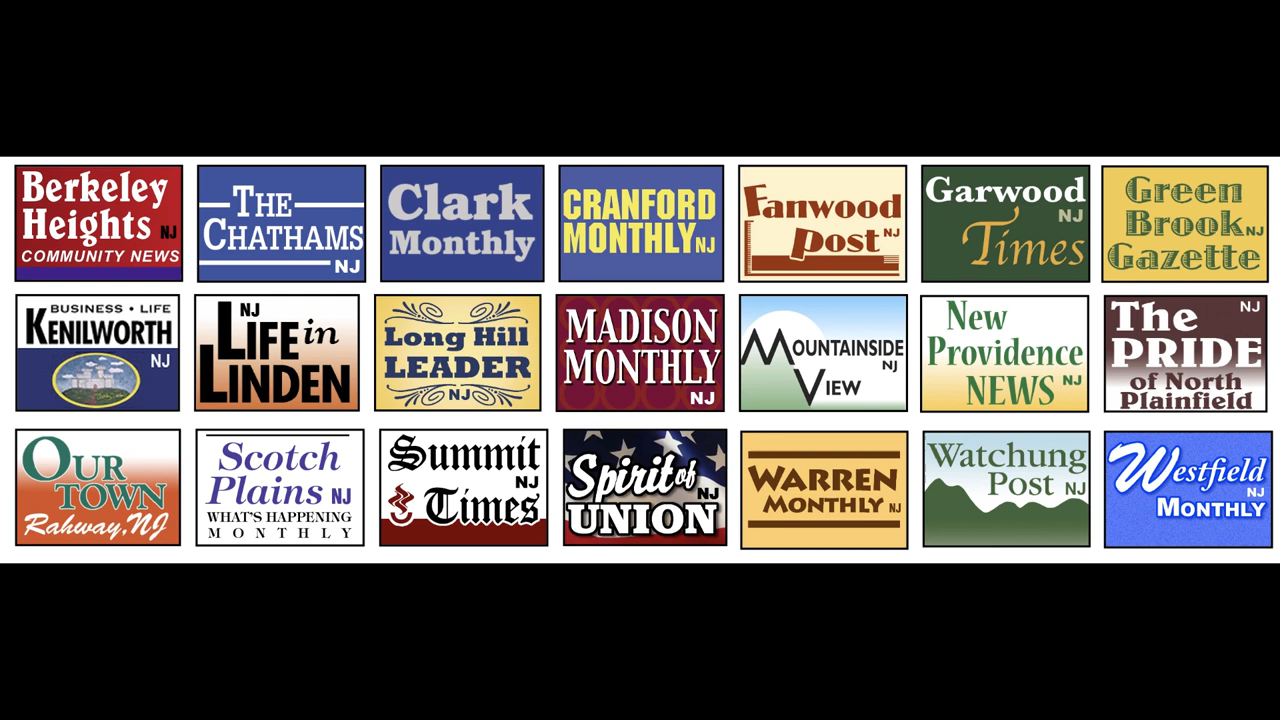 Berkeley
Heights NJ
COMMUNITY NEWS
THE
CHATHAMS
NJ
Clark
Monthly
CRANFORD
MONTHLY NJ
Fanwood
Post NJ
Garwood
NJ
Times
Green
Brook NJ
Gazette
BUSINESS • LIFE
KENILWORTH
NJ
NJ
LIFE in
LINDEN
Long Hill
LEADER
NJ
MADISON
MONTHLY
NJ
MOUNTAINSIDE
NJ
VIEW
New
Providence
NEWS NJ
The NJ
PRIDE
of North
Plainfield
OUR
TOWN
Rahway, NJ
Scotch
Plains NJ
WHAT'S HAPPENING
MONTHLY
Summit
NJ
Times
Spirit of
NJ
UNION
WARREN
MONTHLY NJ
Watchung
Post NJ
Westfield
NJ
MONTHLY